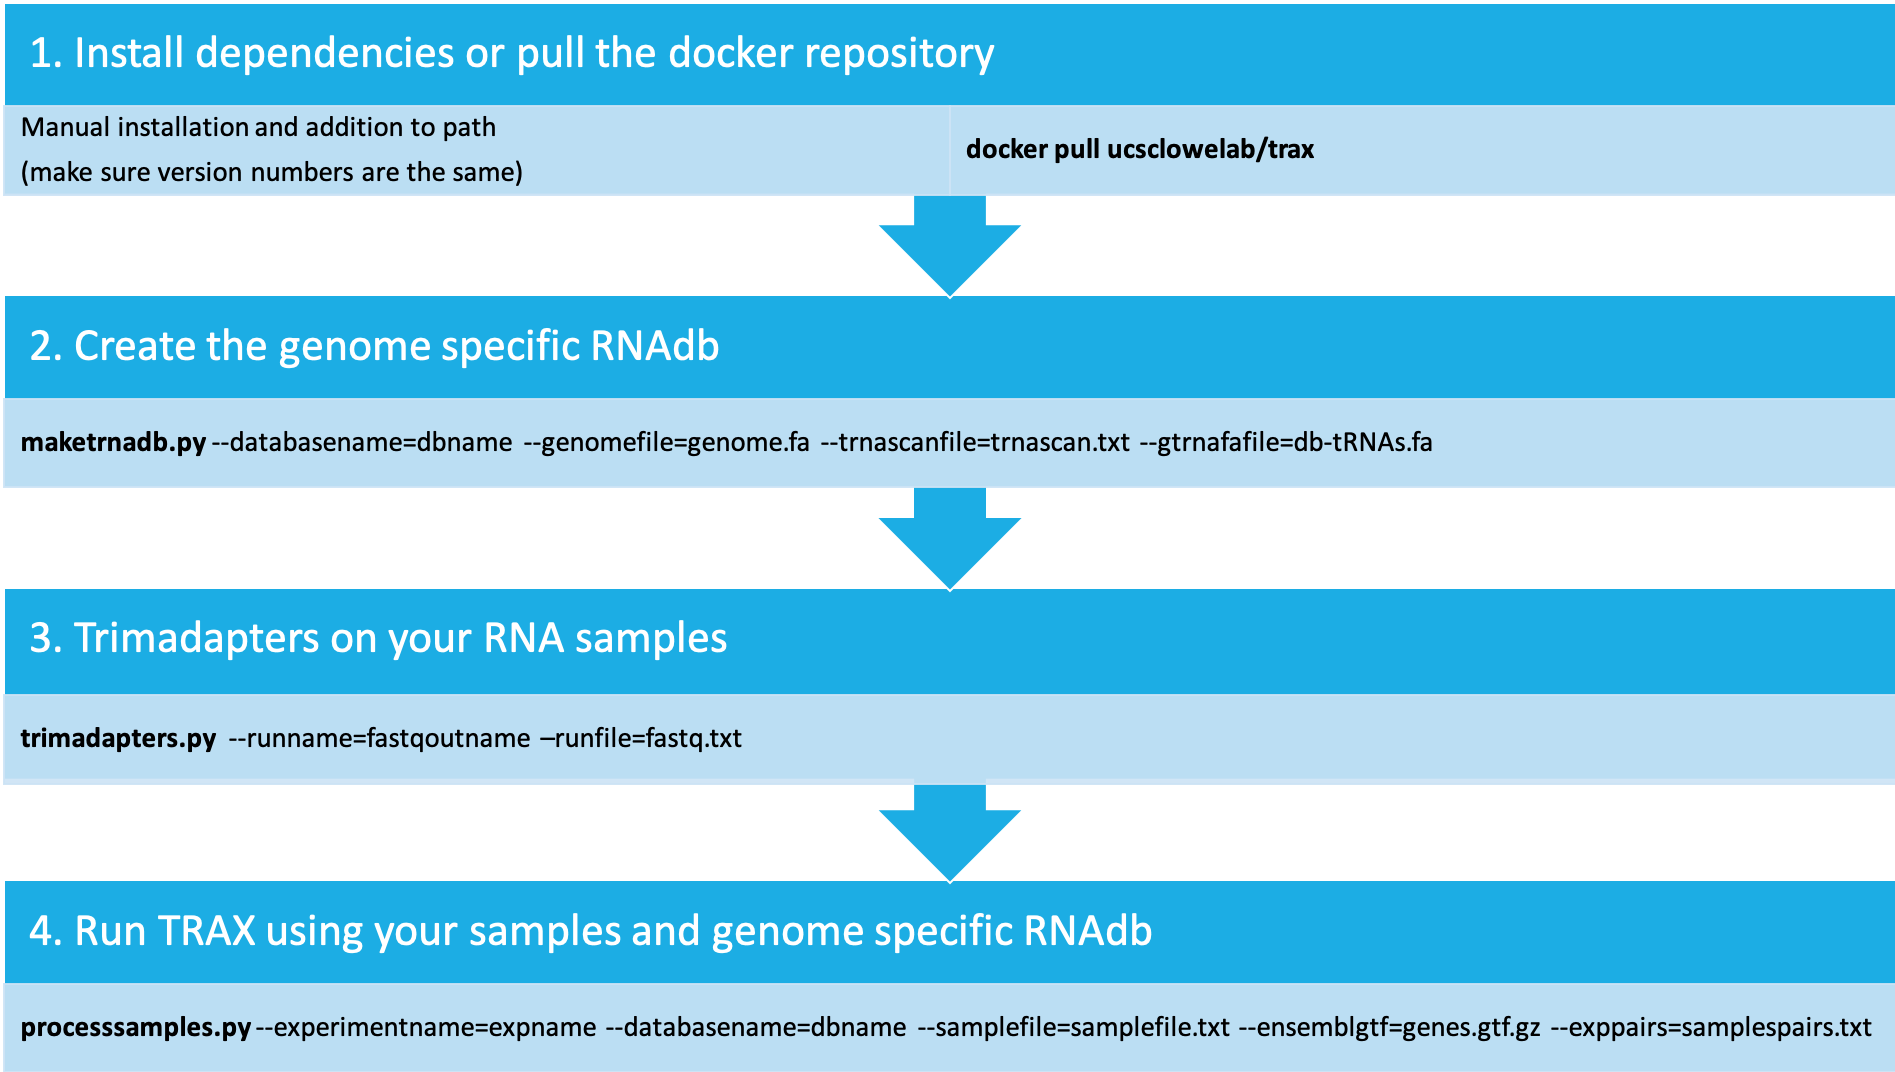 1. Install dependencies or pull the docker repository
Manual installation and addition to path
(make sure version numbers are the same)
docker pull ucsclowelab/trax
2. Create the genome specific RNAdb
maketrnadb.py --databasename=dbname --genomefile=genome.fa --trnascanfile=trnascan.txt --gtrnafafile=db-tRNAs.fa
3. Trimadapters on your RNA samples
trimadapters.py --runname=fastqoutname –runfile=fastq.txt
4. Run TRAX using your samples and genome specific RNAdb
processsamples.py --experimentname=expname --databasename=dbname --samplefile=samplefile.txt --ensemblgtf=genes.gtf.gz --exppairs=samplespairs.txt